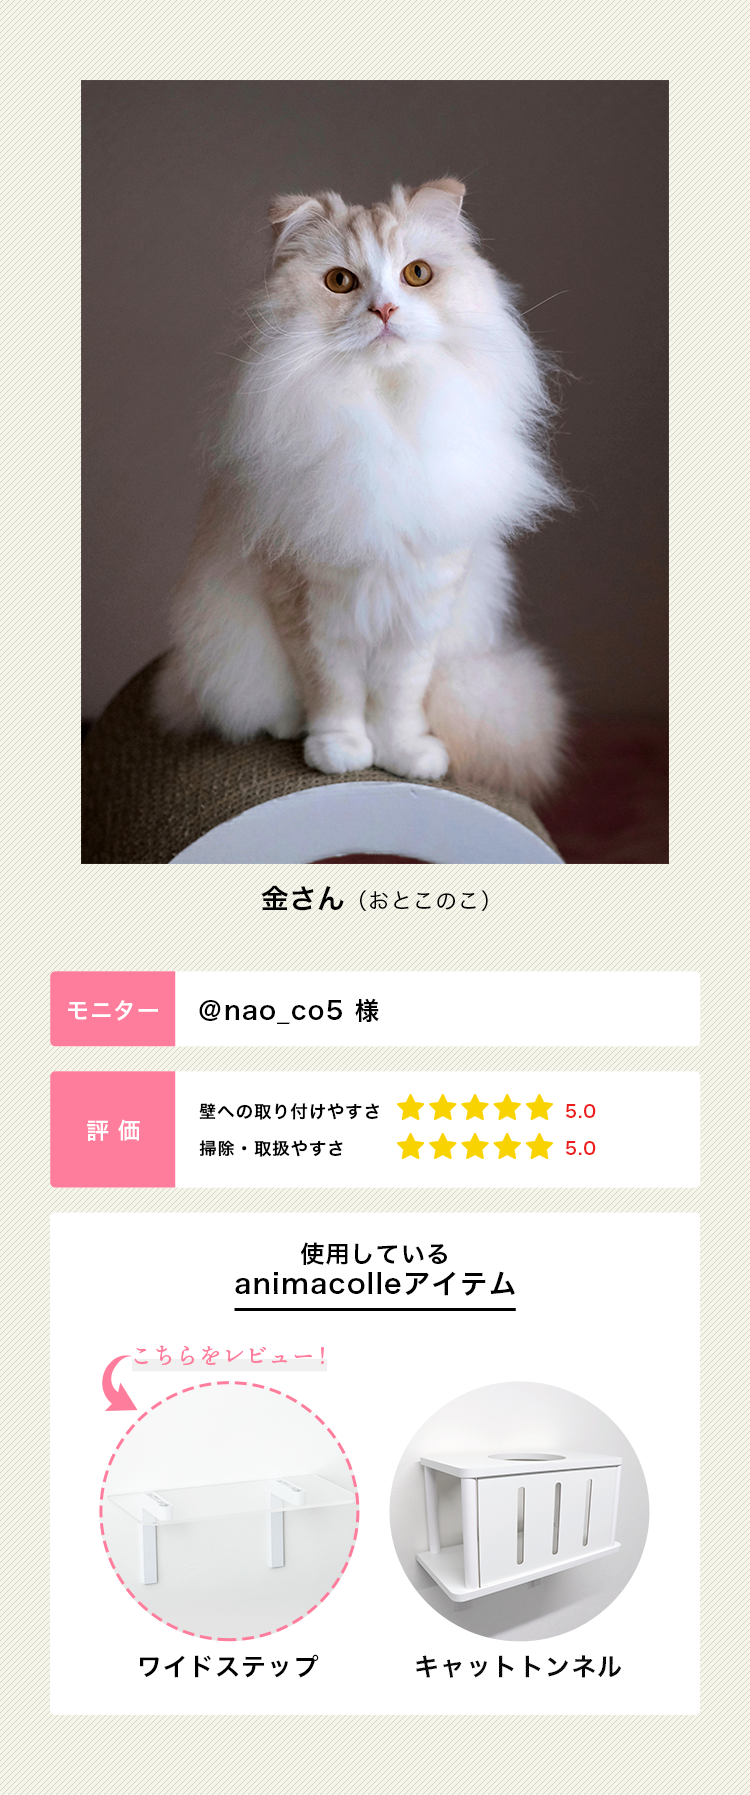 金さん（おとこのこ）
モニター
@nao_co5 様
評価
壁への取り付けやすさ ★★★★★ 5.0
掃除・取扱やすさ ★★★★★ 5.0
使用している
animacolleアイテム
こちらをレビュー！
ワイドステップ
キャットトンネル